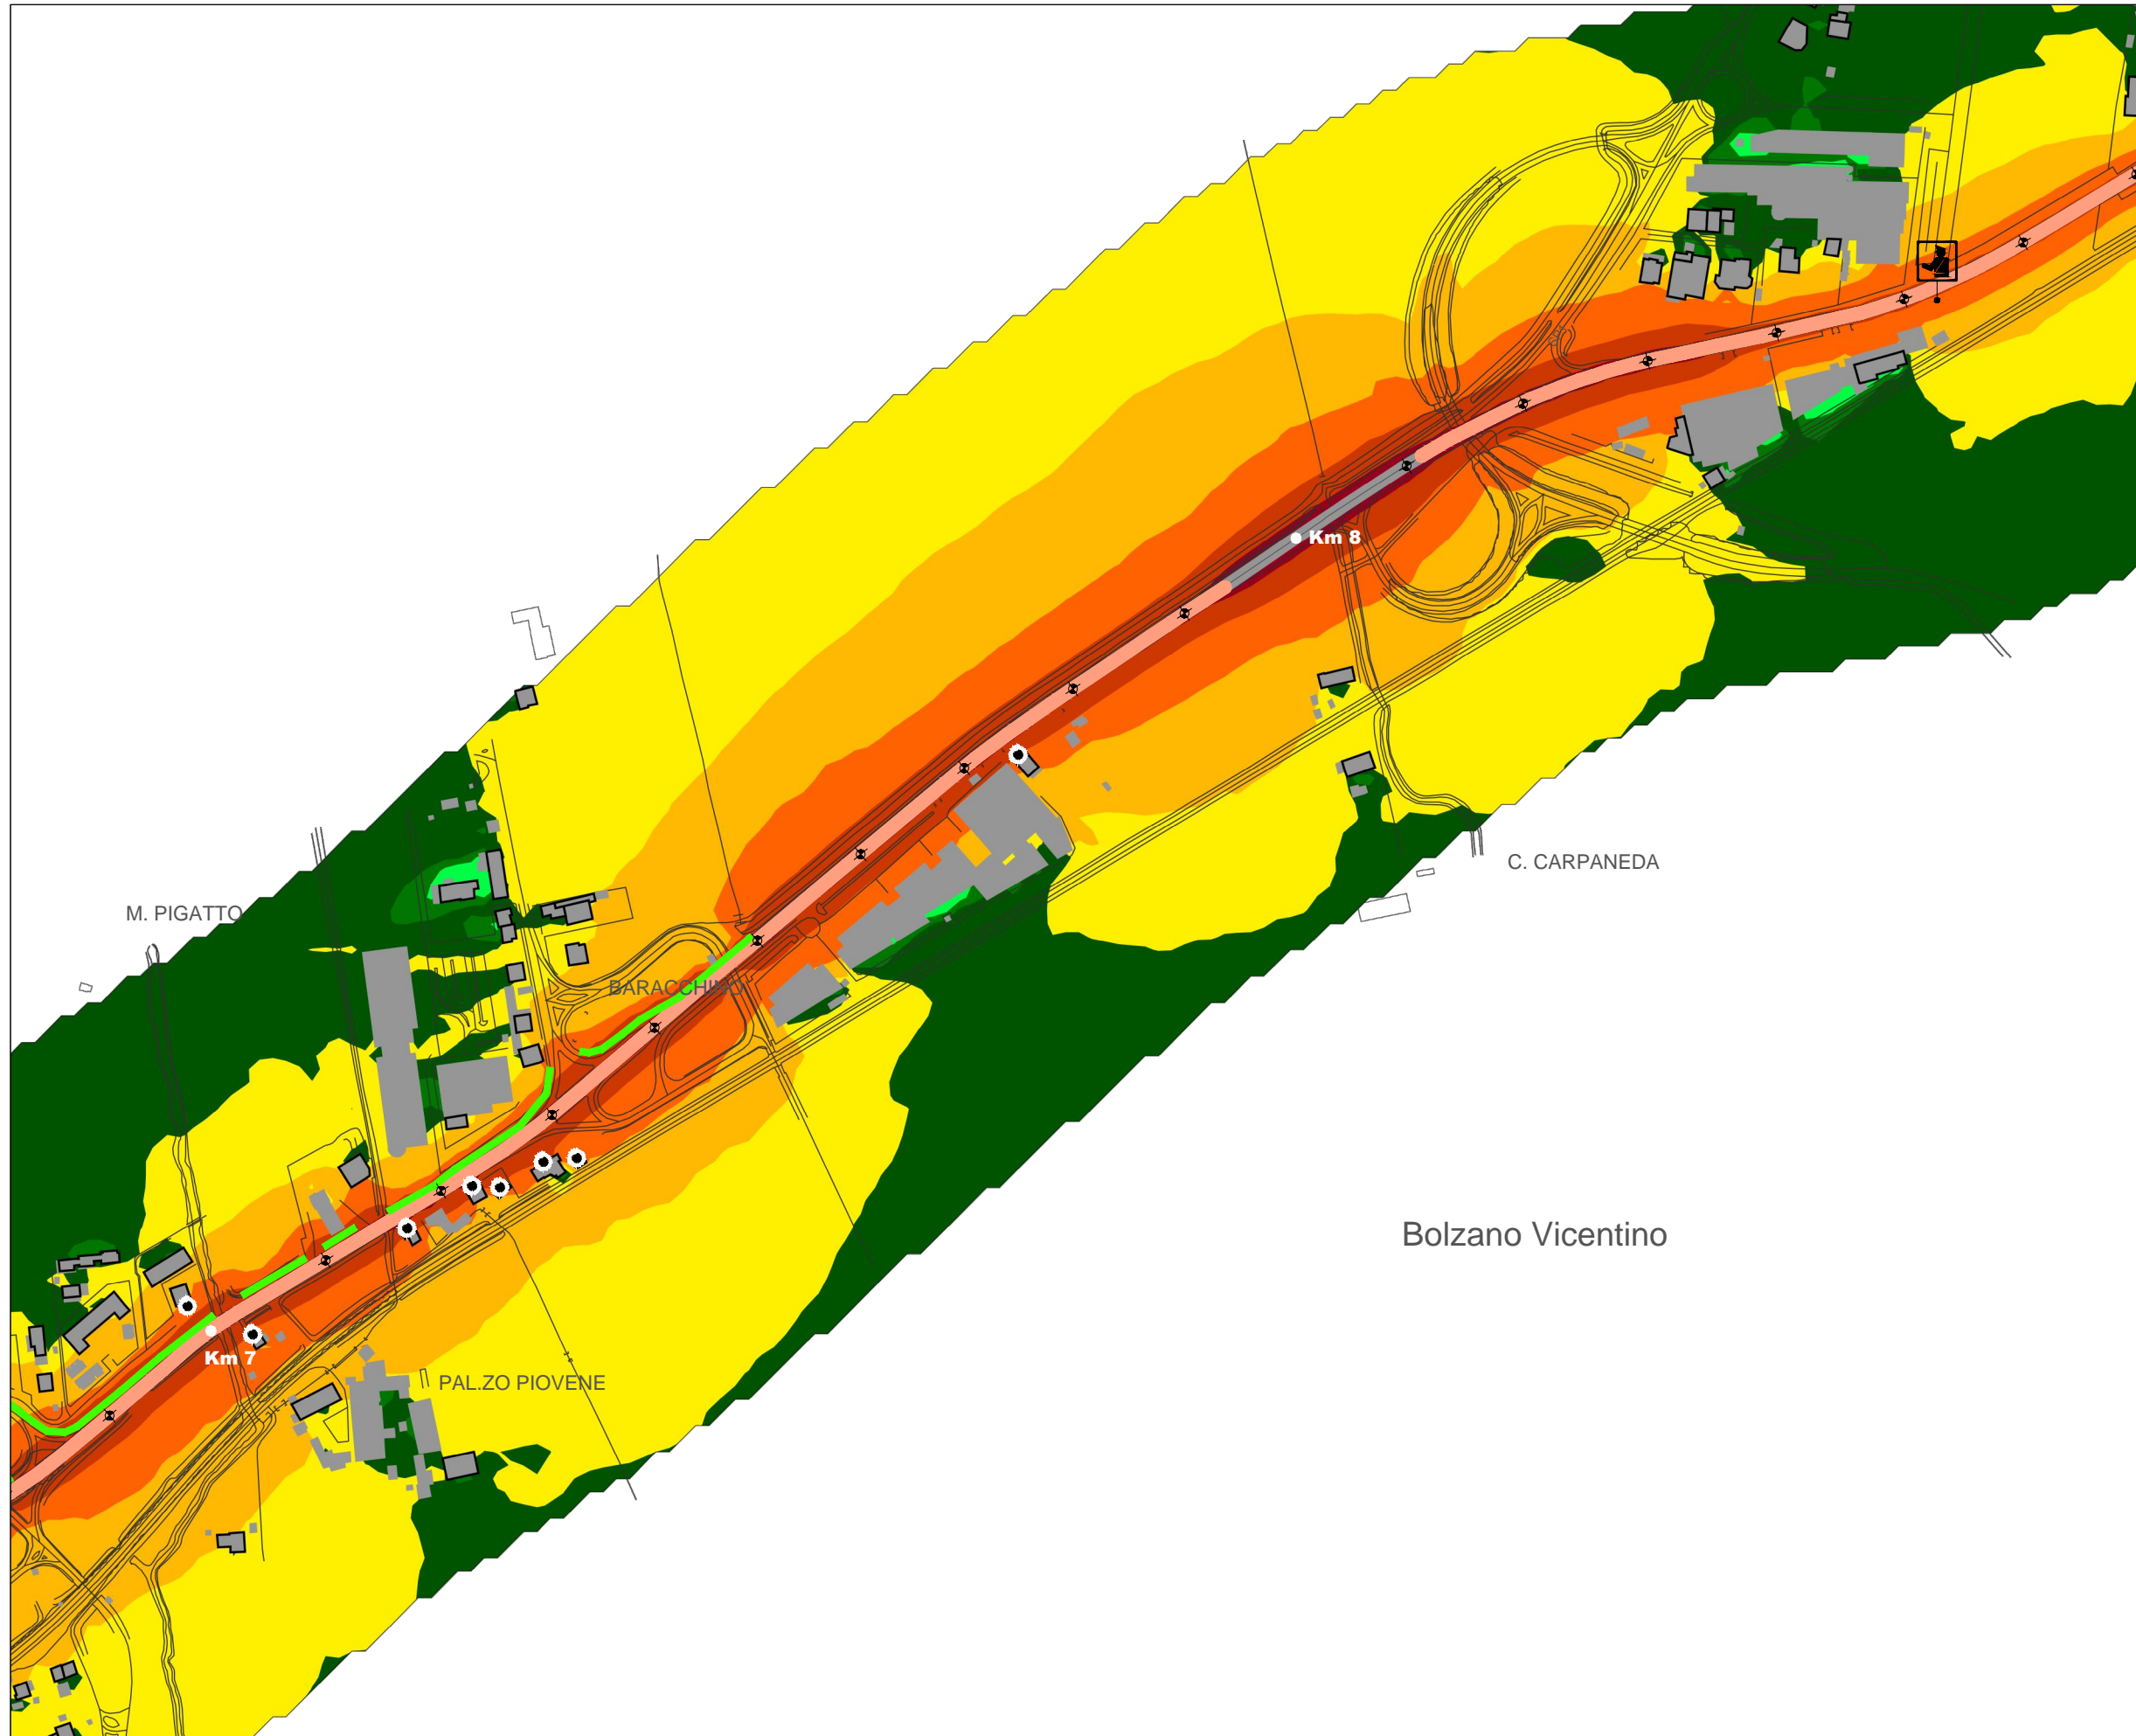 Km 8
C. CARPANEDA
M. PIGATTO
BARACCHINO
Bolzano Vicentino
Km 7
PAL.ZO PIOVENE